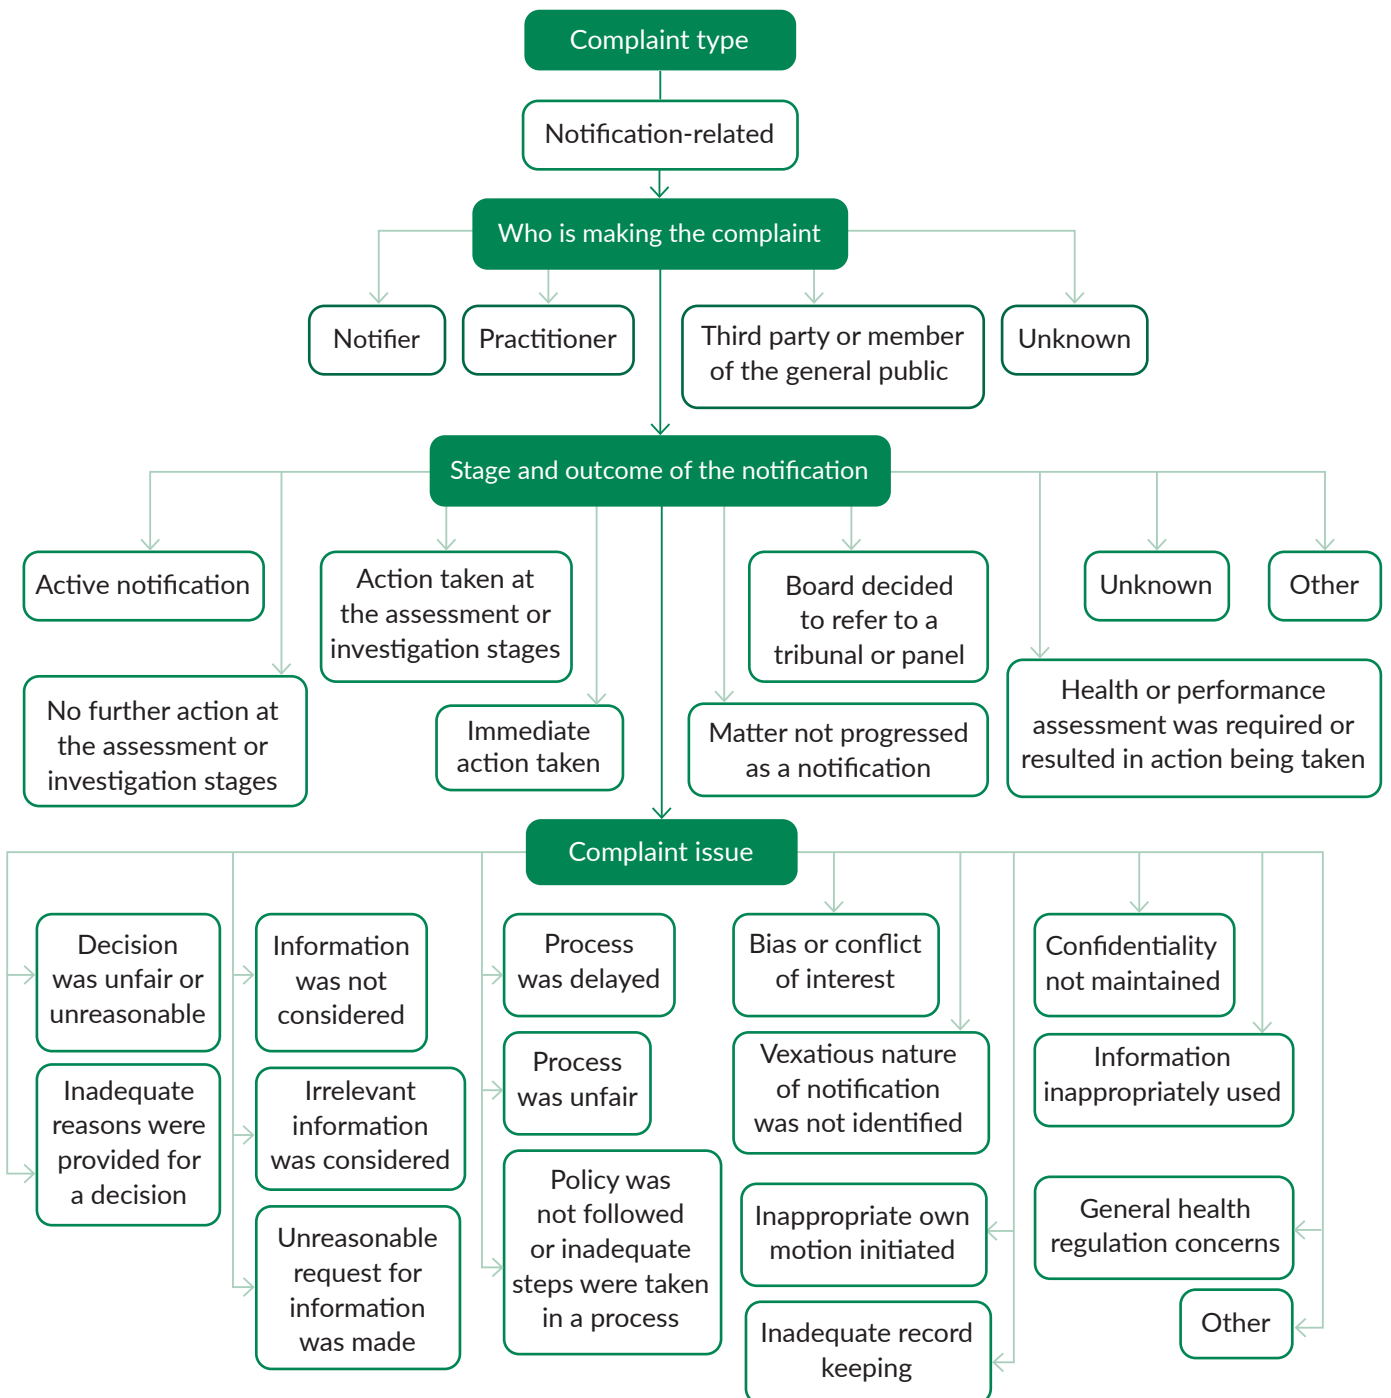 Complaint type
Notification-related
Who is making the complaint
Notifier
Practitioner
Third party or member
of the general public
Unknown
Stage and outcome of the notification
Active notification
No further action at
the assessment or
investigation stages
Action taken at
the assessment or
investigation stages
Immediate
action taken
Matter not progressed
as a notification
Board decided
to refer to a
tribunal or panel
Health or performance
assessment was required or
resulted in action being taken
Unknown
Other
Complaint issue
Decision
was unfair or
unreasonable
Inadequate
reasons were
provided for
a decision
Information
was not
considered
Irrelevant
information
was considered
Unreasonable
request for
information
was made
Process
was delayed
Process
was unfair
Policy was
not followed
or inadequate
steps were taken
in a process
Bias or conflict
of interest
Vexatious nature
of notification
was not identified
Inappropriate own
motion initiated
Inadequate record
keeping
Confidentiality
not maintained
Information
inappropriately used
General health
regulation concerns
Other